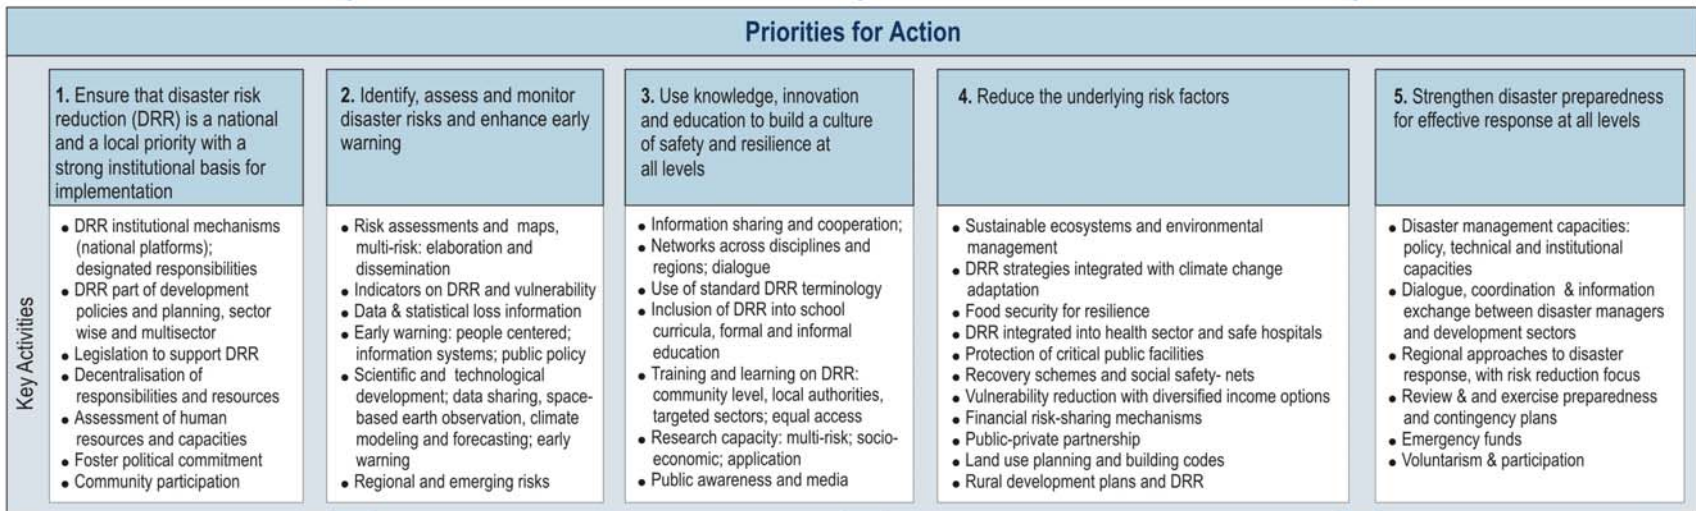 Priorities for Action
Key Activities
1. Ensure that disaster risk
reduction (DRR) is a national
and a local priority with a
strong institutional basis for
implementation
• DRR institutional mechanisms
(national platforms);
designated responsibilities
• DRR part of development
policies and planning, sector
wise and multisector
• Legislation to support DRR
• Decentralisation of
responsibilities and resources
• Assessment of human
resources and capacities
• Foster political commitment
• Community participation
2. Identify, assess and monitor
disaster risks and enhance early
warning
• Risk assessments and maps,
multi-risk: elaboration and
dissemination
• Indicators on DRR and vulnerability
• Data & statistical loss information
• Early warning: people centered;
information systems; public policy
• Scientific and technological
development; data sharing, space-
based earth observation, climate
modeling and forecasting; early
warning
• Regional and emerging risks
3. Use knowledge, innovation
and education to build a culture
of safety and resilience at
all levels
• Information sharing and cooperation;
• Networks across disciplines and
regions; dialogue
• Use of standard DRR terminology
• Inclusion of DRR into school
curricula, formal and informal
education
• Training and learning on DRR:
community level, local authorities,
targeted sectors; equal access
• Research capacity: multi-risk; socio-
economic; application
• Public awareness and media
4. Reduce the underlying risk factors
• Sustainable ecosystems and environmental
management
• DRR strategies integrated with climate change
adaptation
• Food security for resilience
• DRR integrated into health sector and safe hospitals
• Protection of critical public facilities
• Recovery schemes and social safety- nets
• Vulnerability reduction with diversified income options
• Financial risk-sharing mechanisms
• Public-private partnership
• Land use planning and building codes
• Rural development plans and DRR
5. Strengthen disaster preparedness
for effective response at all levels
• Disaster management capacities:
policy, technical and institutional
capacities
• Dialogue, coordination & information
exchange between disaster managers
and development sectors
• Regional approaches to disaster
response, with risk reduction focus
• Review & and exercise preparedness
and contingency plans
• Emergency funds
• Voluntarism & participation